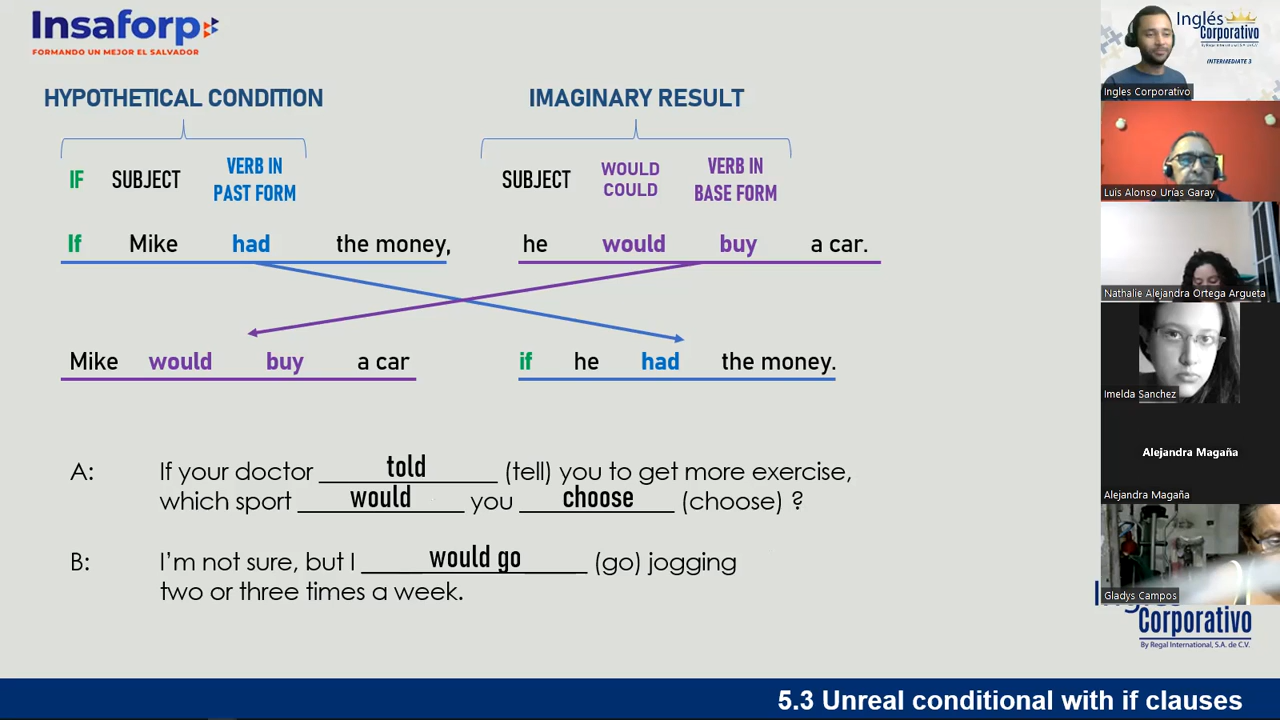 Insaforp
FORMANDO UN MEJOR EL SALVADOR
HYPOTHETICAL CONDITION
IMAGINARY RESULT
IF SUBJECT VERB IN PAST FORM
SUBJECT WOULD COULD VERB IN BASE FORM
If Mike had the money, he would buy a car.
Mike would buy a car if he had the money.
A: If your doctor told (tell) you to get more exercise,
which sport would you choose (choose) ?
B: I'm not sure, but I would go (go) jogging
two or three times a week.
5.3 Unreal conditional with if clauses
Inglés
Corporativo
By Regal International, S.A. de C.V.
INTERMEDIATE 3
Ingles Corporativo
Luis Alonso Urías Garay
Nathalie Alejandra Ortega Argueta
Imelda Sanchez
Alejandra Magaña
Alejandra Magaña
Gladys Campos
Corporativo
By Regal International, S.A. de C.V.